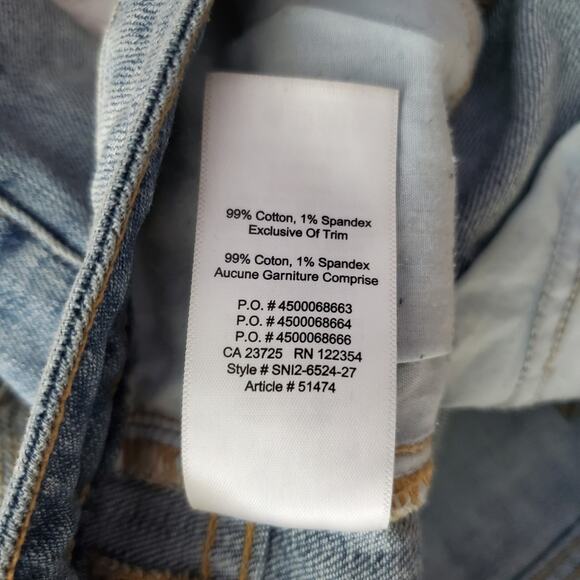 99% Cotton, 1% Spandex
Exclusive Of Trim
99% Coton, 1% Spandex
Aucune Garniture Comprise
P.O. # 4500068663
P.O. # 4500068664
P.O. # 4500068666
CA 23725 RN 122354
Style # SNI2-6524-27
Article # 51474